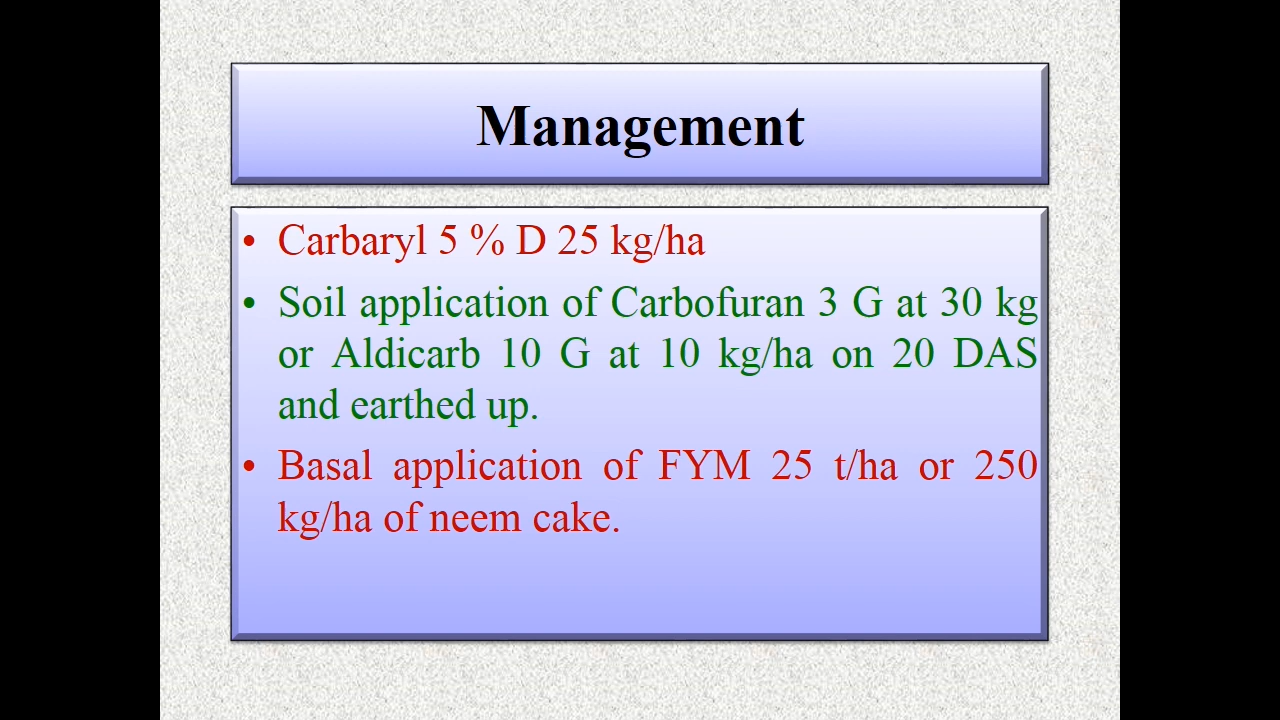 Management
• Carbaryl 5 % D 25 kg/ha
• Soil application of Carbofuran 3 G at 30 kg
or Aldicarb 10 G at 10 kg/ha on 20 DAS
and earthed up.
• Basal application of FYM 25 t/ha or 250
kg/ha of neem cake.